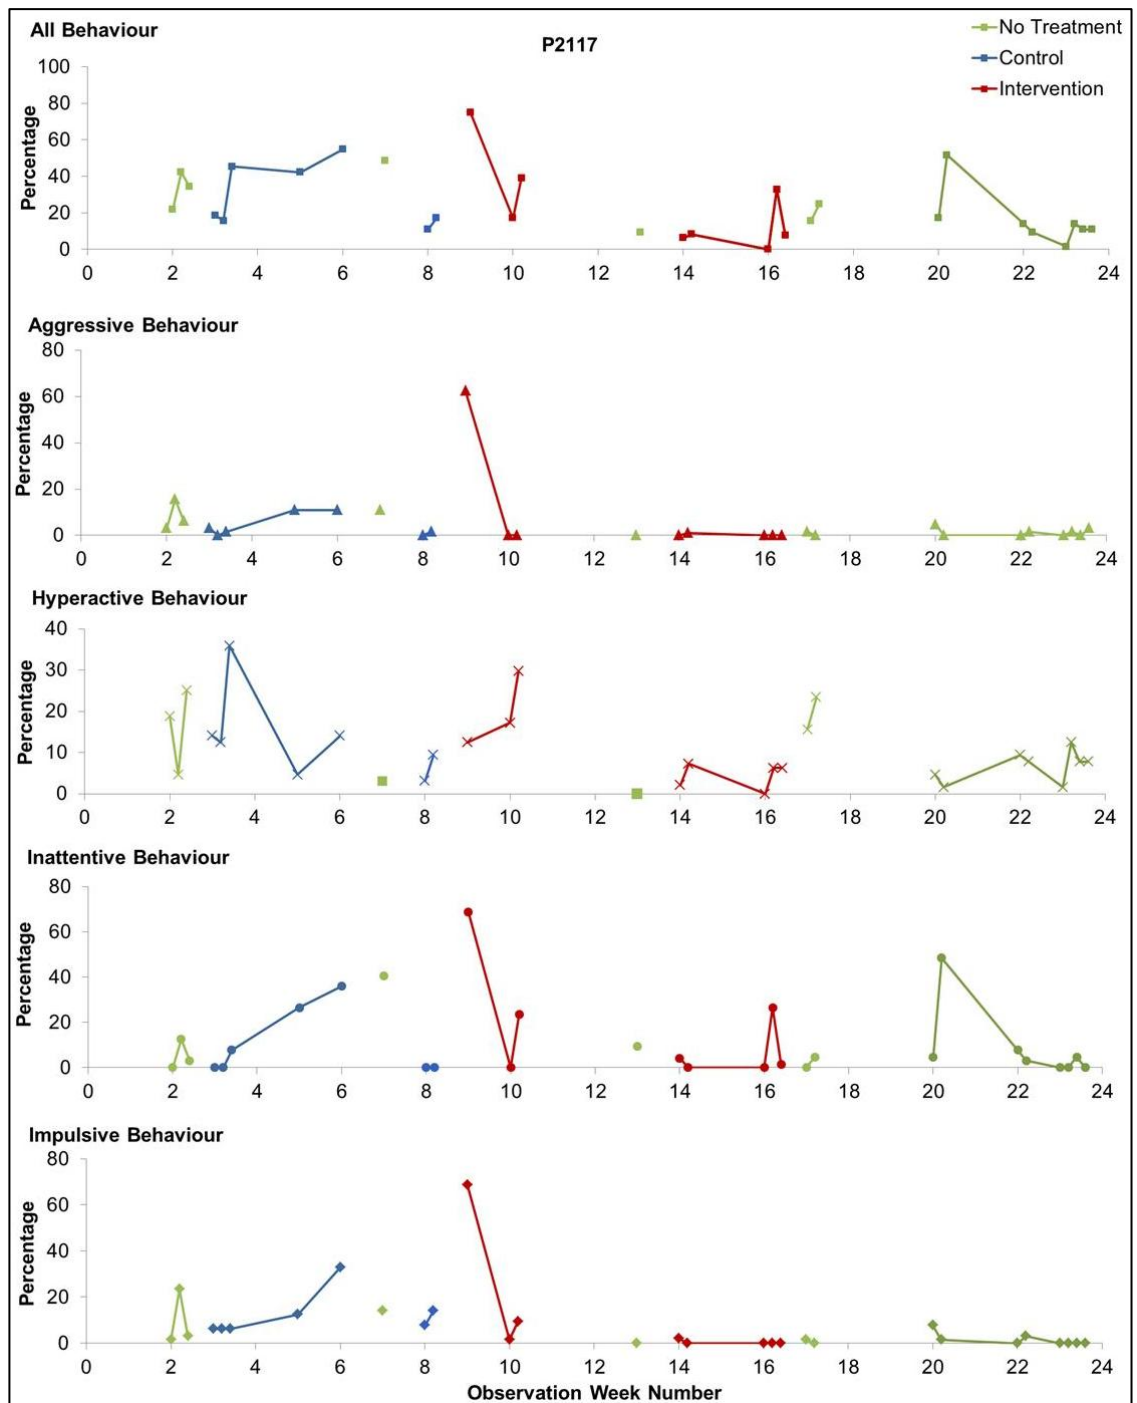 All Behaviour
P2117
No Treatment
Control
Intervention
Percentage
100
80
60
40
20
0
0 2 4 6 8 10 12 14 16 18 20 22 24
Aggressive Behaviour
Percentage
80
60
40
20
0
0 2 4 6 8 10 12 14 16 18 20 22 24
Hyperactive Behaviour
Percentage
40
30
20
10
0
0 2 4 6 8 10 12 14 16 18 20 22 24
Inattentive Behaviour
Percentage
80
60
40
20
0
0 2 4 6 8 10 12 14 16 18 20 22 24
Impulsive Behaviour
Percentage
80
60
40
20
0
0 2 4 6 8 10 12 14 16 18 20 22 24
Observation Week Number